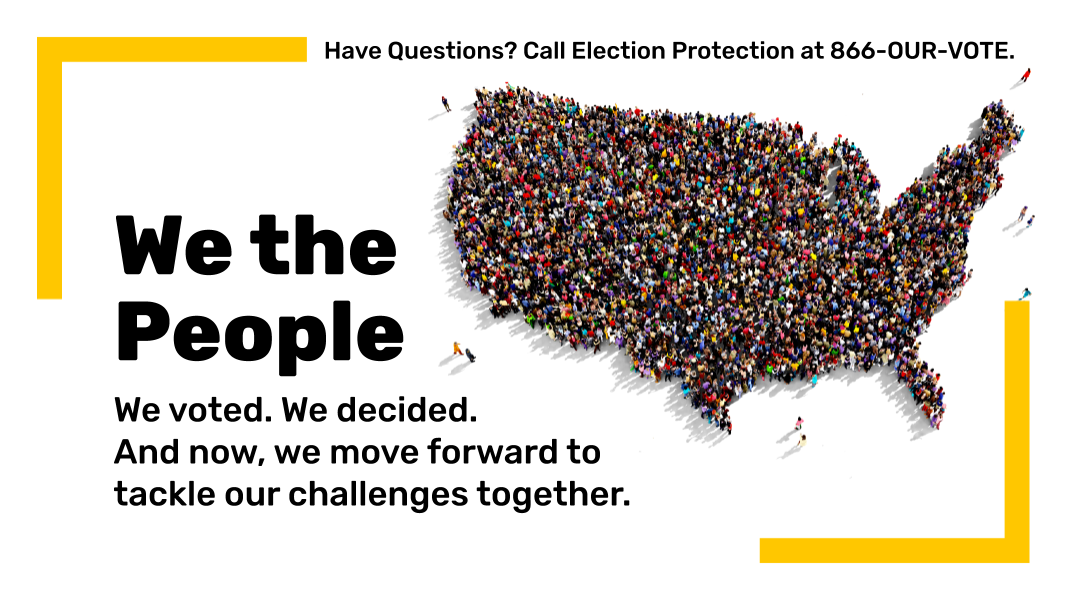 Have Questions? Call Election Protection at 866-OUR-VOTE.
We the
People
We voted. We decided.
And now, we move forward to
tackle our challenges together.